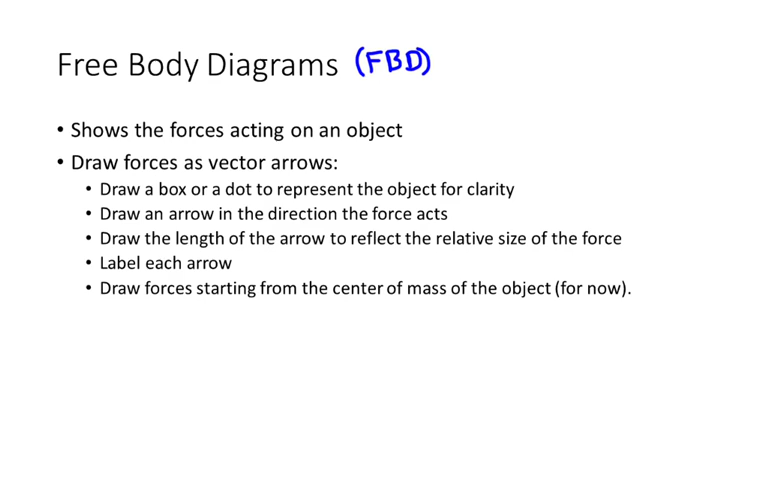 Free Body Diagrams (FBD)
• Shows the forces acting on an object
• Draw forces as vector arrows:
• Draw a box or a dot to represent the object for clarity
• Draw an arrow in the direction the force acts
• Draw the length of the arrow to reflect the relative size of the force
• Label each arrow
• Draw forces starting from the center of mass of the object (for now).